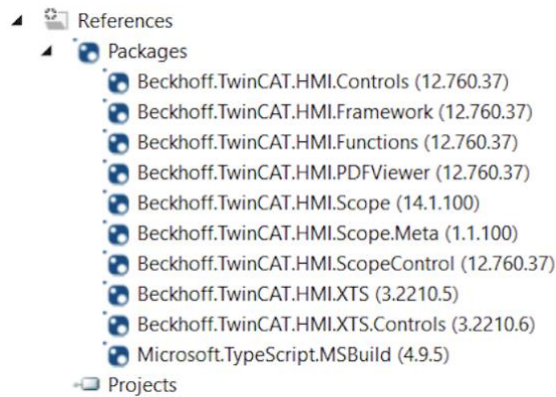 References
Packages
Beckhoff.TwinCAT.HMI.Controls (12.760.37)
Beckhoff.TwinCAT.HMI.Framework (12.760.37)
Beckhoff.TwinCAT.HMI.Functions (12.760.37)
Beckhoff.TwinCAT.HMI.PDFViewer (12.760.37)
Beckhoff.TwinCAT.HMI.Scope (14.1.100)
Beckhoff.TwinCAT.HMI.Scope.Meta (1.1.100)
Beckhoff.TwinCAT.HMI.ScopeControl (12.760.37)
Beckhoff.TwinCAT.HMI.XTS (3.2210.5)
Beckhoff.TwinCAT.HMI.XTS.Controls (3.2210.6)
Microsoft.TypeScript.MSBuild (4.9.5)
Projects